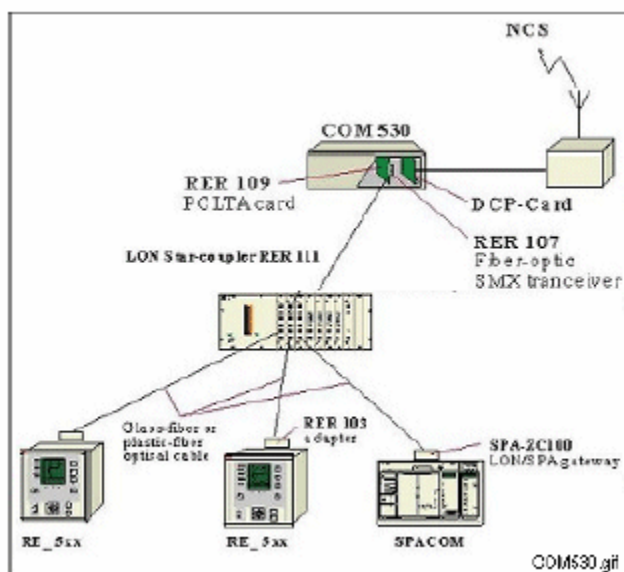 NCS
COM 530
RER 109
PCLTA card
DCP-Card
RER 107
Fiber-optic
SMX tranceiver
LON Star-coupler RER 111
Glass-fiber or
plastic-fiber
optical cable
RER 103
adapter
SPA-ZC100
LON/SPA gateway
RE_5xx
RE_5xx
SPACOM
COM530.gif